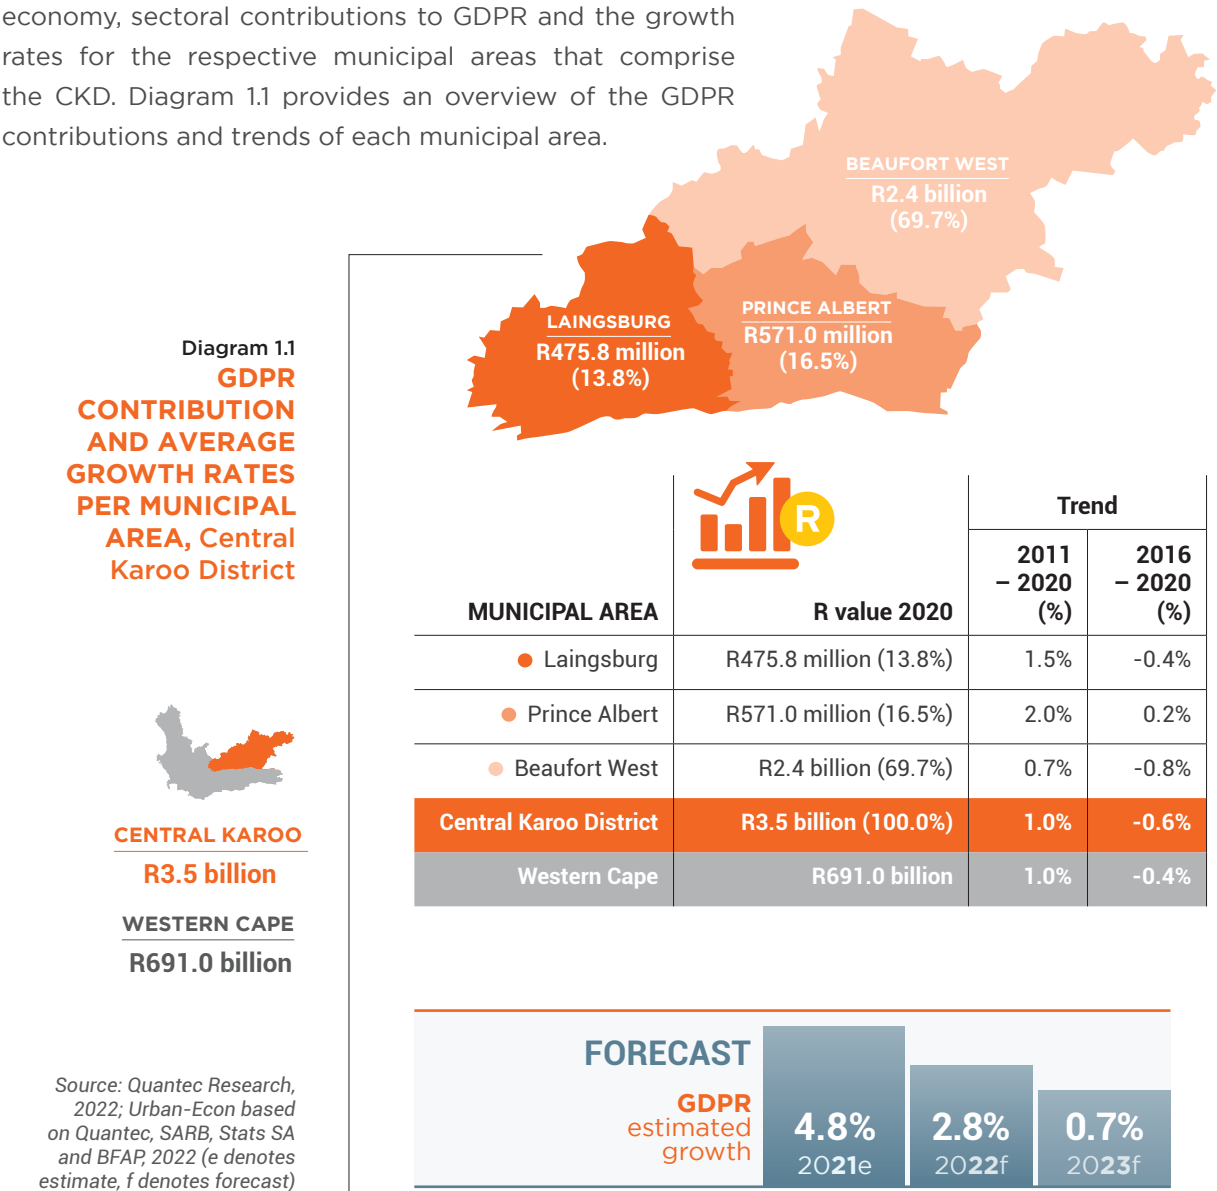 economy, sectoral contributions to GDPR and the growth
rates for the respective municipal areas that comprise
the CKD. Diagram 1.1 provides an overview of the GDPR
contributions and trends of each municipal area.
BEAUFORT WEST
R2.4 billion
(69.7%)
PRINCE ALBERT
R571.0 million
(16.5%)
LAINGSBURG
R475.8 million
(13.8%)
Diagram 1.1
GDPR
CONTRIBUTION
AND AVERAGE
GROWTH RATES
PER MUNICIPAL
AREA, Central
Karoo District
CENTRAL KAROO
R3.5 billion
WESTERN CAPE
R691.0 billion
Source: Quantec Research,
2022; Urban-Econ based
on Quantec, SARB, Stats SA
and BFAP, 2022 (e denotes
estimate, f denotes forecast)
R
Trend
MUNICIPAL AREA
R value 2020
2011
– 2020
(%)
2016
– 2020
(%)
Laingsburg R475.8 million (13.8%) 1.5% -0.4%
Prince Albert R571.0 million (16.5%) 2.0% 0.2%
Beaufort West R2.4 billion (69.7%) 0.7% -0.8%
Central Karoo District R3.5 billion (100.0%) 1.0% -0.6%
Western Cape R691.0 billion 1.0% -0.4%
FORECAST
GDPR
estimated
growth
4.8%
2021e
2.8%
2022f
0.7%
2023f